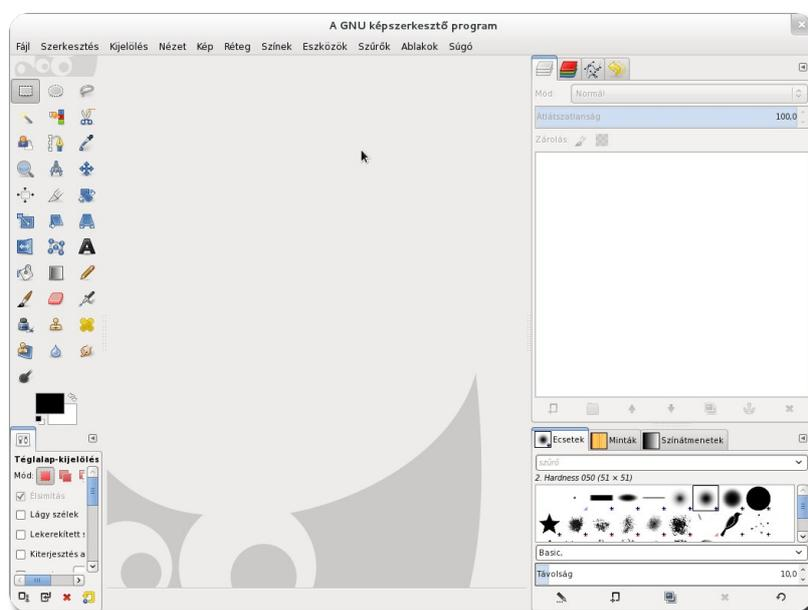 A GNU képszerkesztő program
Fájl Szerkesztés Kijelölés Nézet Kép Réteg Színek Eszközök Szűrők Ablakok Súgó
Mód: Normál
Átlátszatlanság 100,0
Zárolás:
Téglalap-kijelölés
Mód:
Élsimítás
Lágy szélek
Lekerekített s
Kiterjesztés a
Ecsetek Minták Színátmenetek
szűrő
2. Hardness 050 (51 × 51)
Basic,
Távolság 10,0